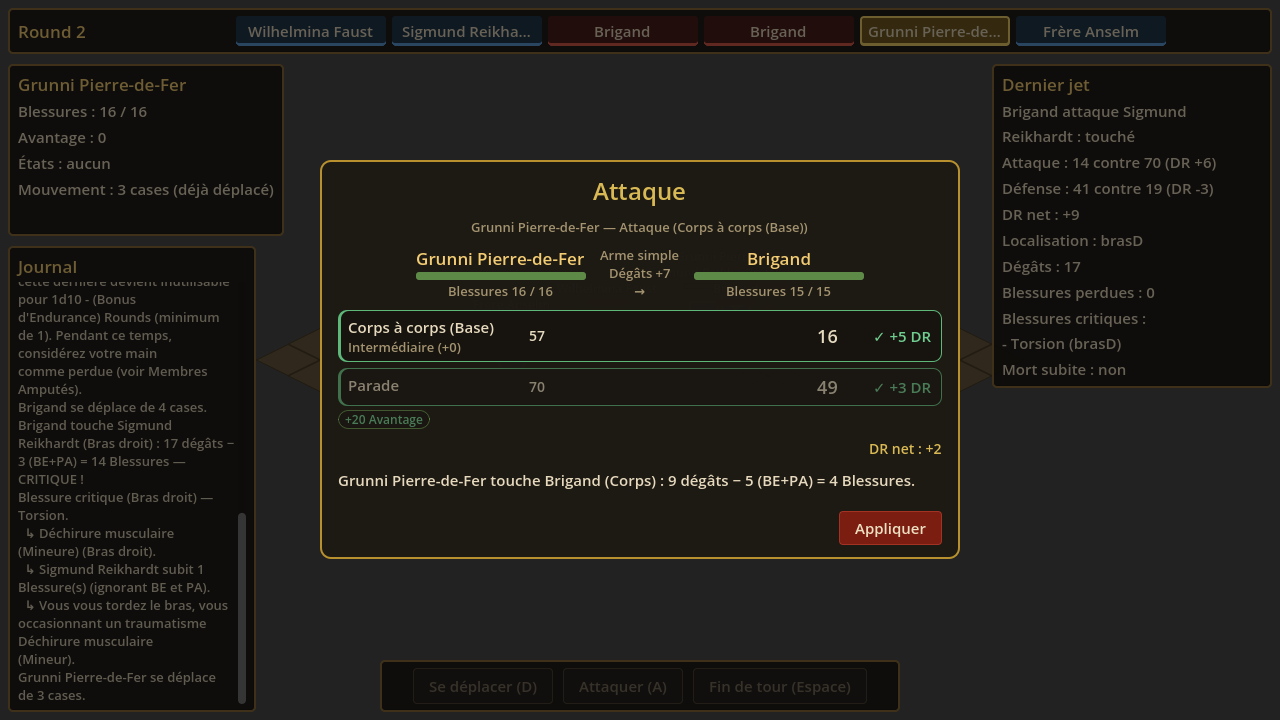 Round 2
Wilhelmina Faust
Sigmund Reikha...
Brigand
Brigand
Grunni Pierre-de...
Frère Anselm
Grunni Pierre-de-Fer
Blessures : 16 / 16
Avantage : 0
États : aucun
Mouvement : 3 cases (déjà déplacé)
Journal
cette dernière devient inutilisable
pour 1d10 - (Bonus
d'Endurance) Rounds (minimum
de 1). Pendant ce temps,
considérez votre main
comme perdue (voir Membres
Amputés).
Brigand se déplace de 4 cases.
Brigand touche Sigmund
Reikhardt (Bras droit) : 17 dégâts −
3 (BE+PA) = 14 Blessures —
CRITIQUE !
Blessure critique (Bras droit) —
Torsion.
↳ Déchirure musculaire
(Mineure) (Bras droit).
↳ Sigmund Reikhardt subit 1
Blessure(s) (ignorant BE et PA).
↳ Vous vous tordez le bras, vous
occasionnant un traumatisme
Déchirure musculaire
(Mineur).
Grunni Pierre-de-Fer se déplace
de 3 cases.
Attaque
Grunni Pierre-de-Fer — Attaque (Corps à corps (Base))
Grunni Pierre-de-Fer
Blessures 16 / 16
Arme simple
Dégâts +7
→
Brigand
Blessures 15 / 15
Corps à corps (Base) 57 16 ✓ +5 DR
Intermédiaire (+0)
Parade 70 49 ✓ +3 DR
+20 Avantage
DR net : +2
Grunni Pierre-de-Fer touche Brigand (Corps) : 9 dégâts − 5 (BE+PA) = 4 Blessures.
Appliquer
Dernier jet
Brigand attaque Sigmund
Reikhardt : touché
Attaque : 14 contre 70 (DR +6)
Défense : 41 contre 19 (DR -3)
DR net : +9
Localisation : brasD
Dégâts : 17
Blessures perdues : 0
Blessures critiques :
- Torsion (brasD)
Mort subite : non
Se déplacer (D)
Attaquer (A)
Fin de tour (Espace)